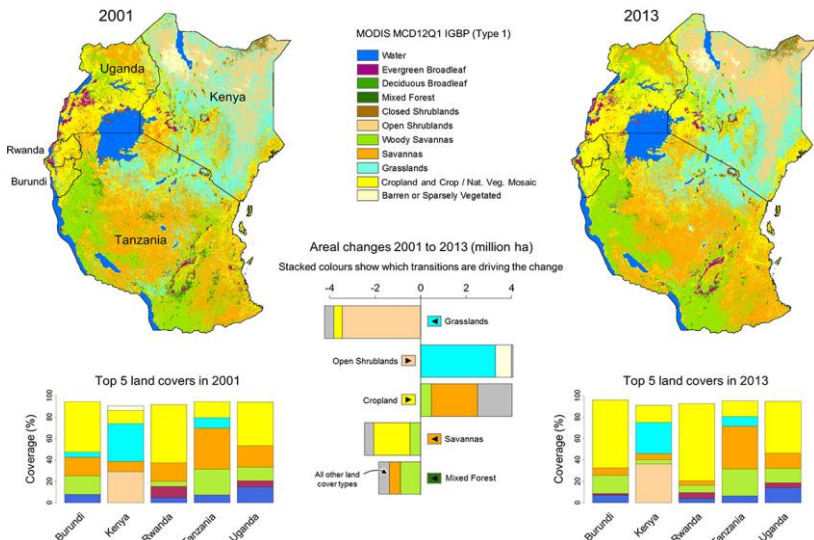 2001
2013
MODIS MCD12Q1 IGBP (Type 1)
Water
Evergreen Broadleaf
Deciduous Broadleaf
Mixed Forest
Closed Shrublands
Open Shrublands
Woody Savannas
Savannas
Grasslands
Cropland and Crop / Nat. Veg. Mosaic
Barren or Sparsely Vegetated
Uganda
Kenya
Rwanda
Burundi
Tanzania
Areal changes 2001 to 2013 (million ha)
Stacked colours show which transitions are driving the change
-4 -2 0 2 4
Grasslands
Open Shrublands
Cropland
Savannas
All other land
cover types
Mixed Forest
Top 5 land covers in 2001
Coverage (%)
100
80
60
40
20
0
Burundi Kenya Rwanda Tanzania Uganda
Top 5 land covers in 2013
Coverage (%)
100
80
60
40
20
0
Burundi Kenya Rwanda Tanzania Uganda